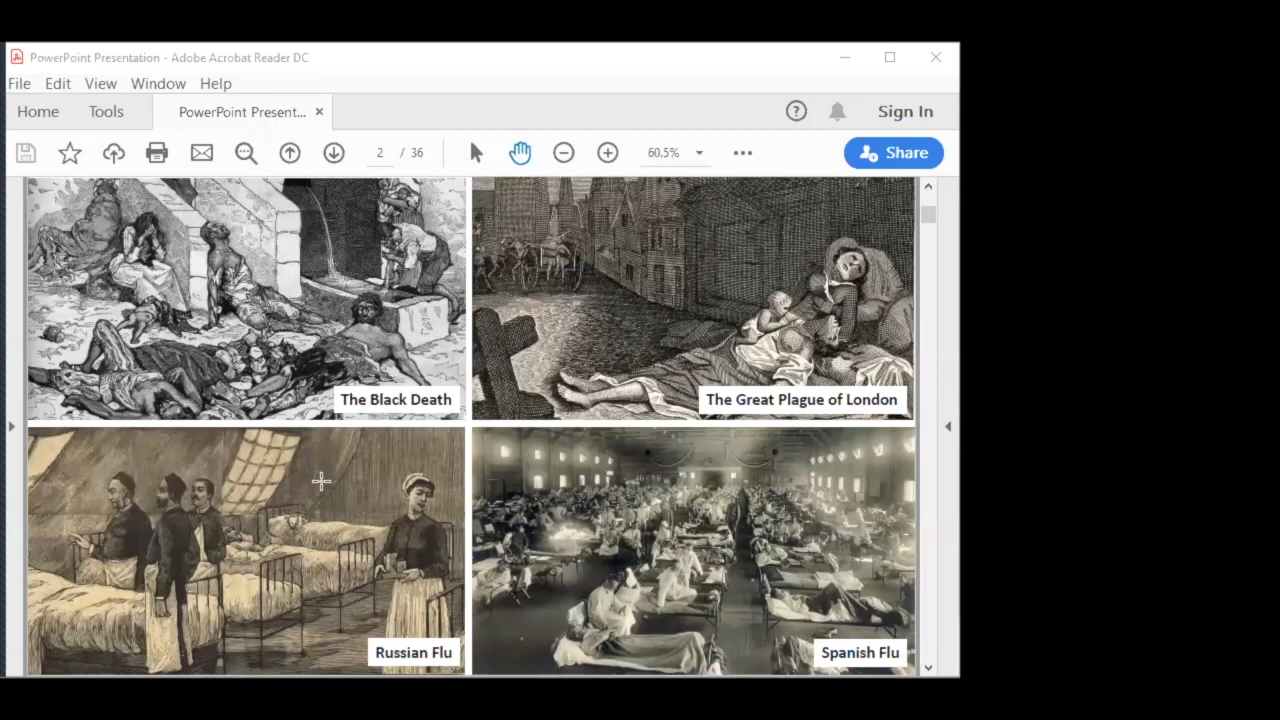 PowerPoint Presentation - Adobe Acrobat Reader DC
File Edit View Window Help
Home Tools PowerPoint Present... ×
Sign In
2 / 36
60.5%
Share
The Black Death
The Great Plague of London
Russian Flu
Spanish Flu